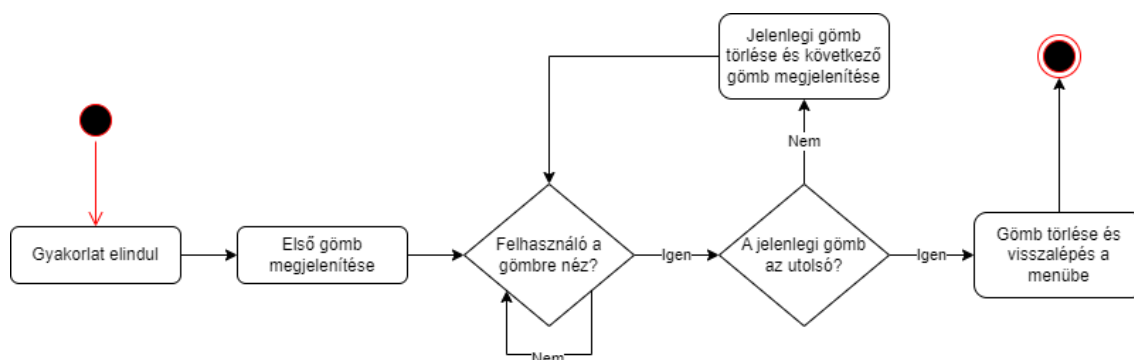 Jelenlegi gömb
törlése és következő
gömb megjelenítése
Nem
Gyakorlat elindul
Első gömb
megjelenítése
Felhasználó a
gömbre néz?
Igen
A jelenlegi gömb
az utolsó?
Igen
Gömb törlése és
visszalépés a
menübe
Nem